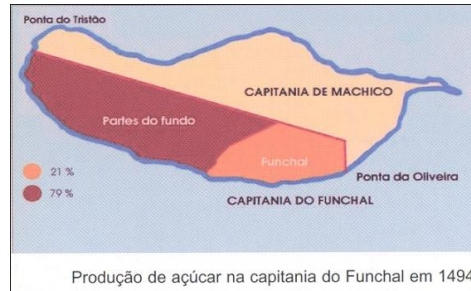 Ponta do Tristão
CAPITANIA DE MACHICO
Partes do fundo
Funchal
21 %
79 %
Ponta da Oliveira
CAPITANIA DO FUNCHAL
Produção de açúcar na capitania do Funchal em 1494